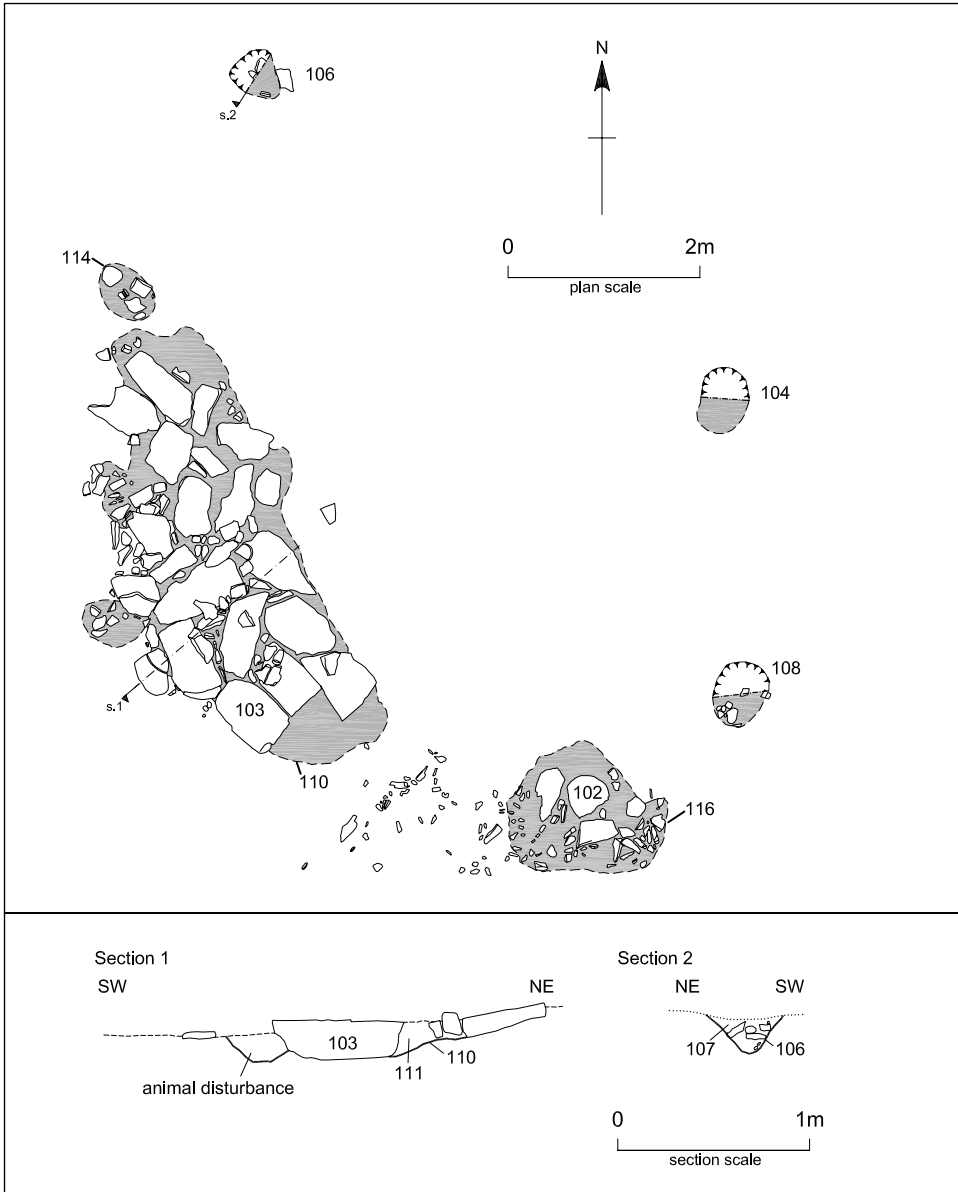 106
s.2
N
0 2m
plan scale
114
104
108
103
s.1
110
102
116
Section 1
SW NE
103
111
110
animal disturbance
Section 2
NE SW
107
106
0 1m
section scale